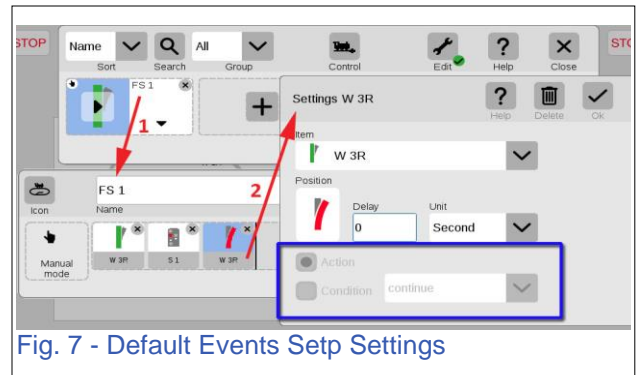 STOP
Name
All
STO
Sort
Search
Group
Control
Edit
Help
Close
FS 1
1
Settings W 3R
Help
Delete
Ok
Item
W 3R
Position
Delay
Unit
0
Second
Action
Condition
continue
FS 1
2
Icon
Name
Manual
mode
W 3R
S 1
W 3R
Fig. 7 - Default Events Setp Settings